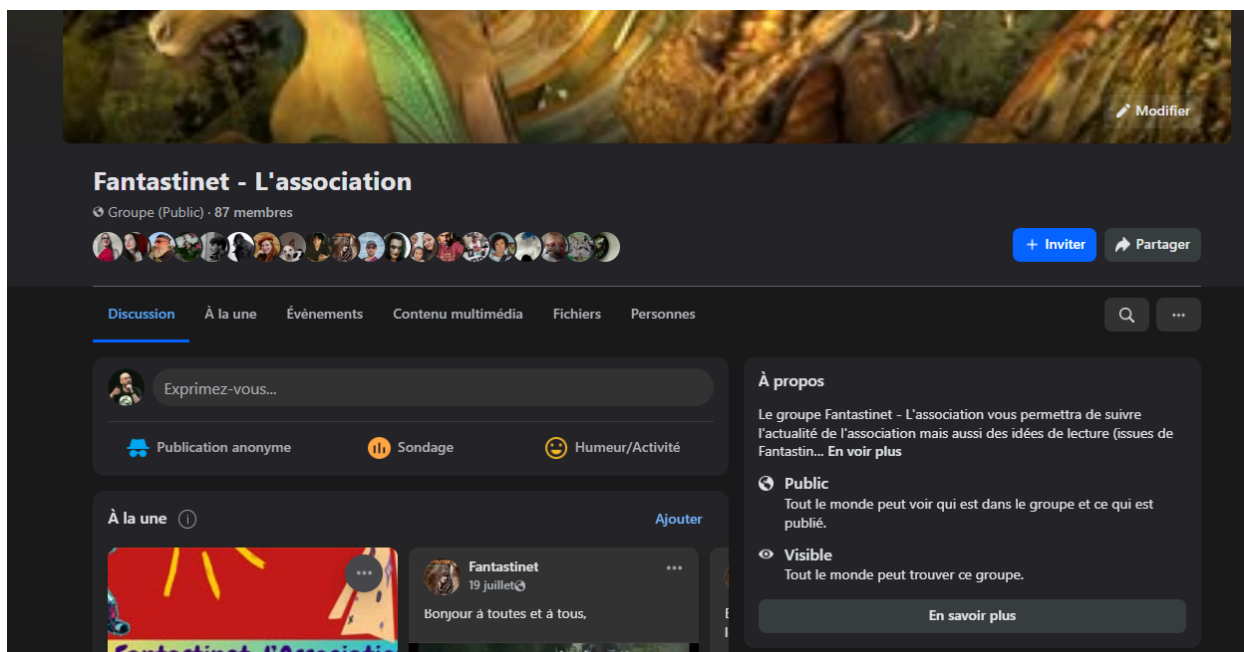 Modifier
Fantastinet - L'association
Groupe (Public) · 87 membres
+ Inviter
Partager
Discussion
À la une
Évènements
Contenu multimédia
Fichiers
Personnes
Exprimez-vous...
Publication anonyme
Sondage
Humeur/Activité
À la une
Ajouter
Fantastinet
19 juillet
Bonjour à toutes et à tous,
Fantastinet l'Associatio
À propos
Le groupe Fantastinet - L'association vous permettra de suivre
l'actualité de l'association mais aussi des idées de lecture (issues de
Fantastin... En voir plus
Public
Tout le monde peut voir qui est dans le groupe et ce qui est
publié.
Visible
Tout le monde peut trouver ce groupe.
En savoir plus